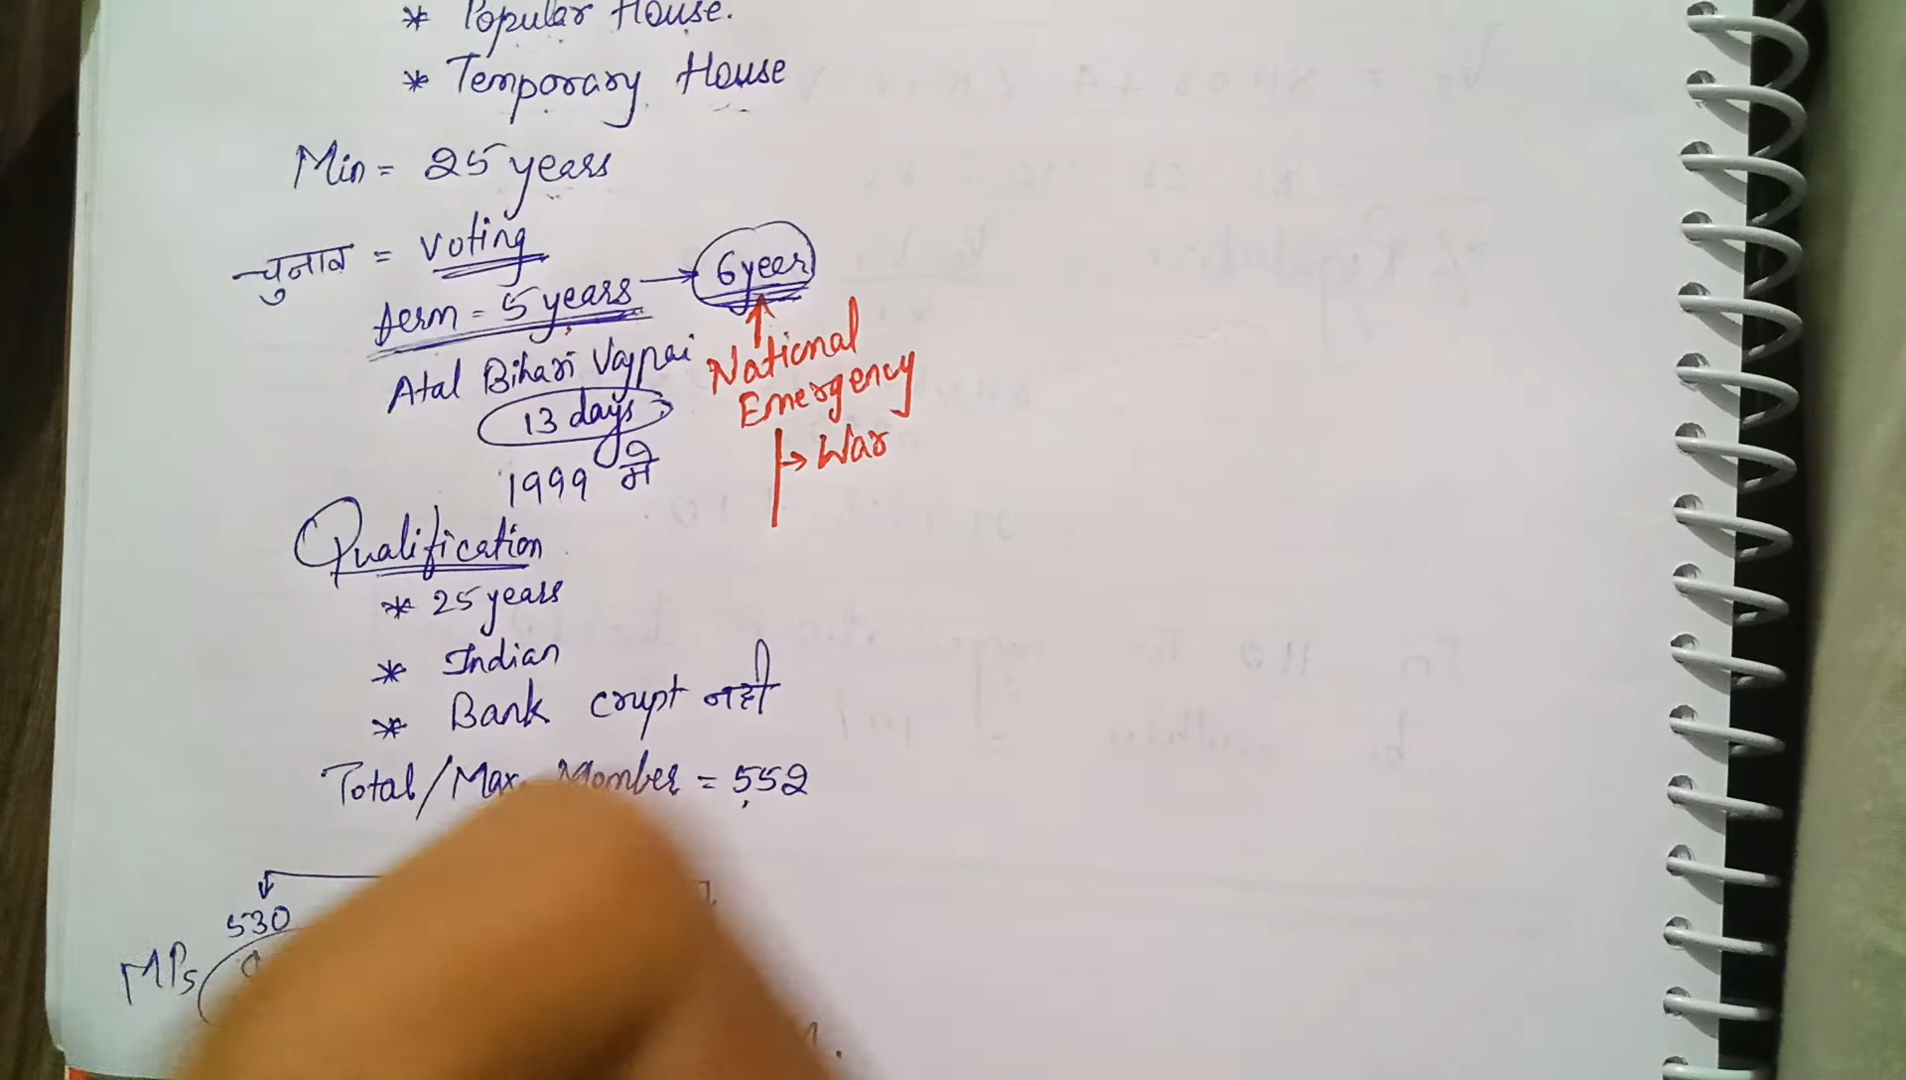 * Popular House.
* Temporary House
Min = 25 years
चुनाव = voting
term = 5 years → 6 year
Atal Bihari Vajpai
13 days
1999 मे
↑
National
Emergency
→ War
Qualification
* 25 years
* Indian
* Bank crupt नही
Total/Max. Member = 552
530
MPs